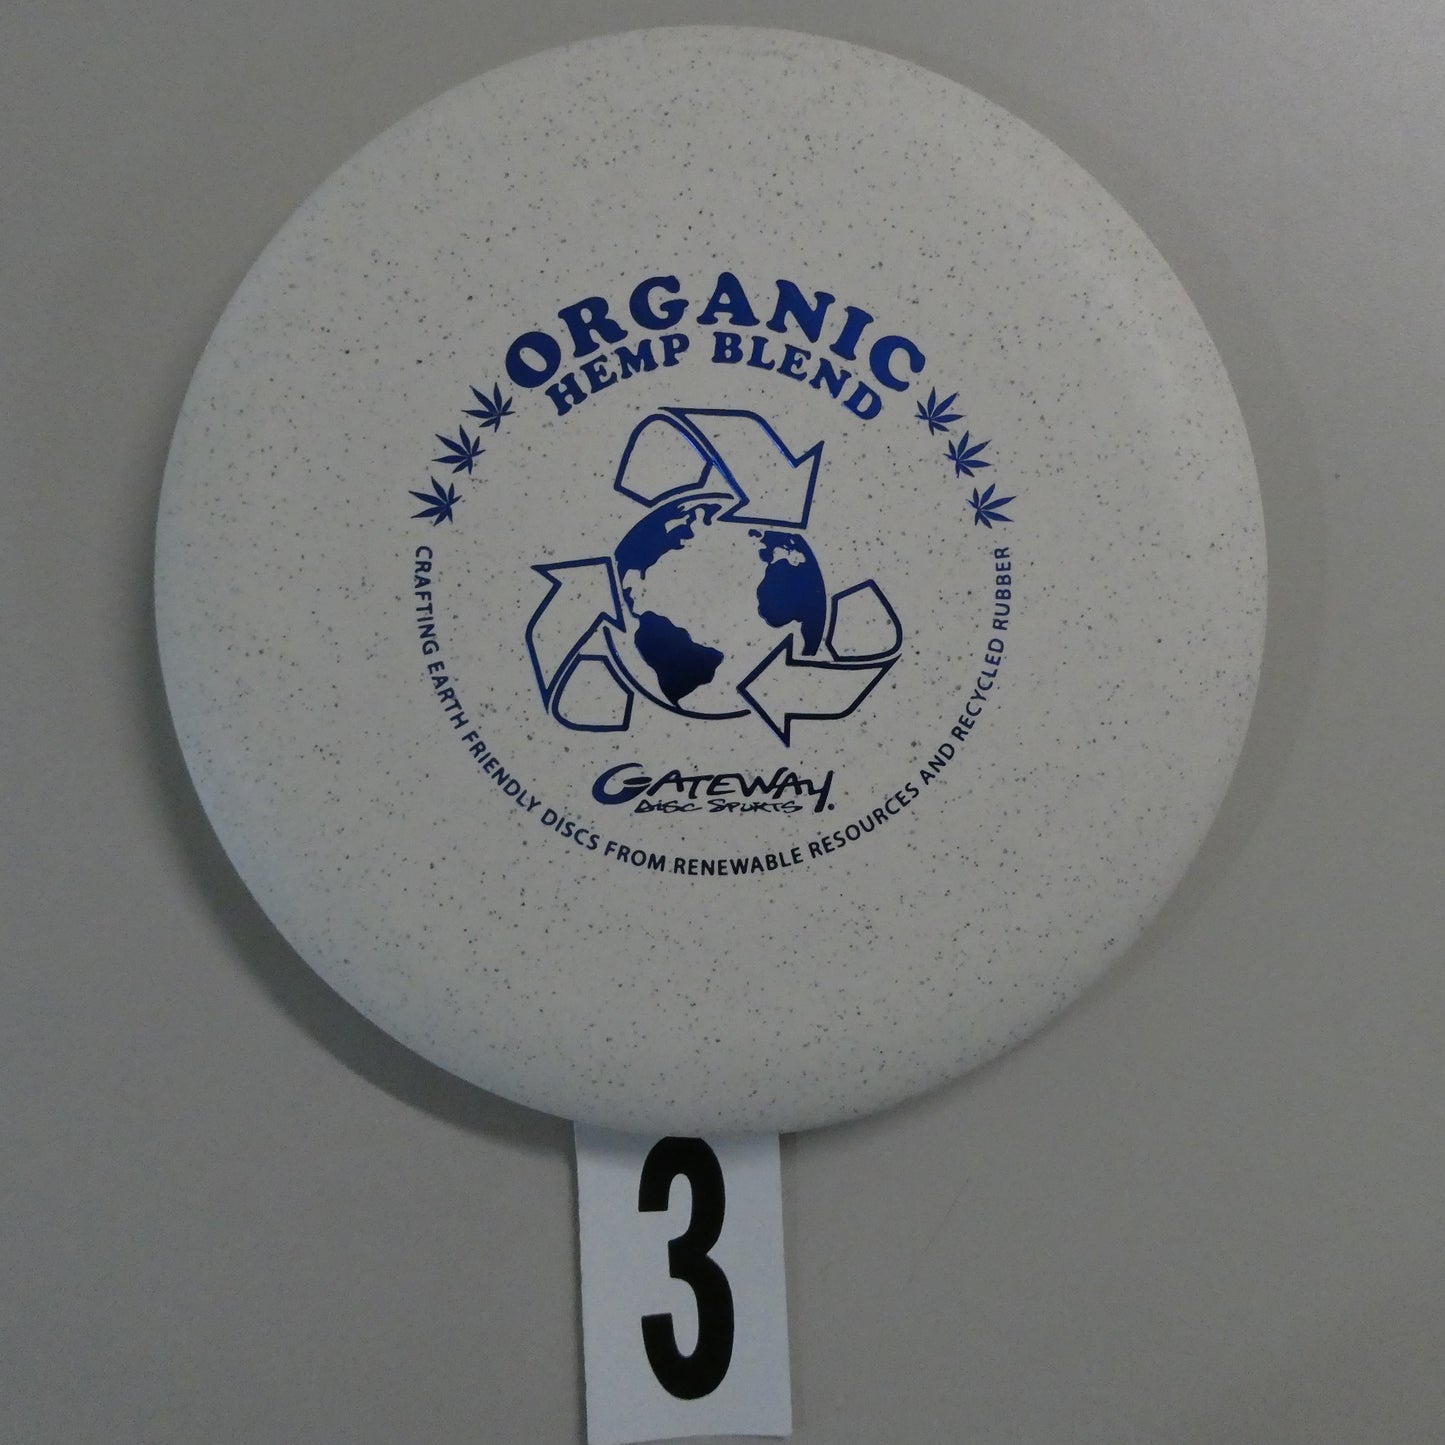 ORGANIC
HEMP BLEND
GATEWAY
DISC SPORTS
CRAFTING EARTH FRIENDLY DISCS FROM RENEWABLE RESOURCES AND RECYCLED RUBBER
3